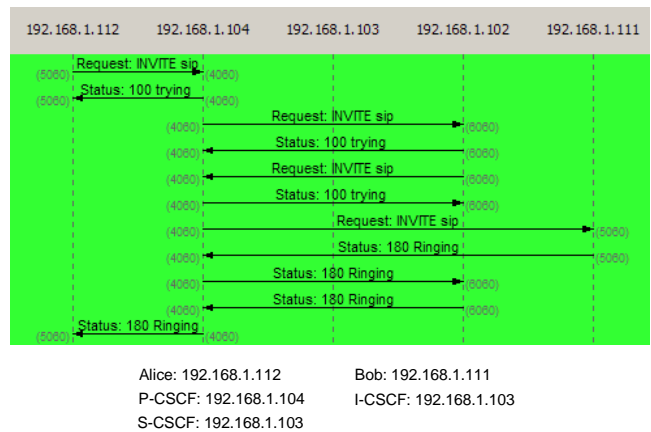 192.168.1.112 192.168.1.104 192.168.1.103 192.168.1.102 192.168.1.111
(5060) Request: INVITE sip (4060)
(5060) Status: 100 trying (4060)
(4060) Request: INVITE sip (6060)
(4060) Status: 100 trying (6060)
(4060) Request: INVITE sip (6060)
(4060) Status: 100 trying (6060)
(4060) Request: INVITE sip (5060)
(4060) Status: 180 Ringing (5060)
(4060) Status: 180 Ringing (6060)
(4060) Status: 180 Ringing (6060)
(5060) Status: 180 Ringing (4060)
Alice: 192.168.1.112 Bob: 192.168.1.111
P-CSCF: 192.168.1.104 I-CSCF: 192.168.1.103
S-CSCF: 192.168.1.103